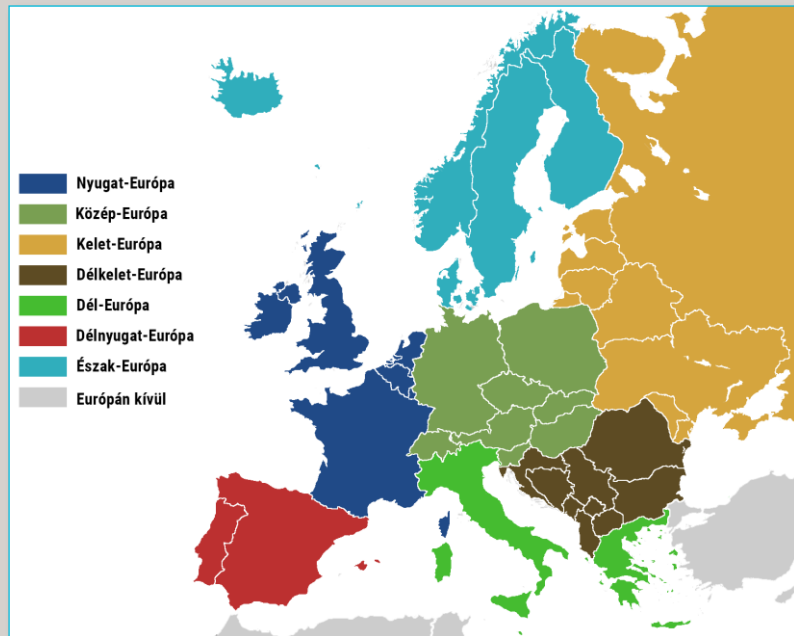 Nyugat-Európa
Közép-Európa
Kelet-Európa
Délkelet-Európa
Dél-Európa
Délnyugat-Európa
Észak-Európa
Európán kívül